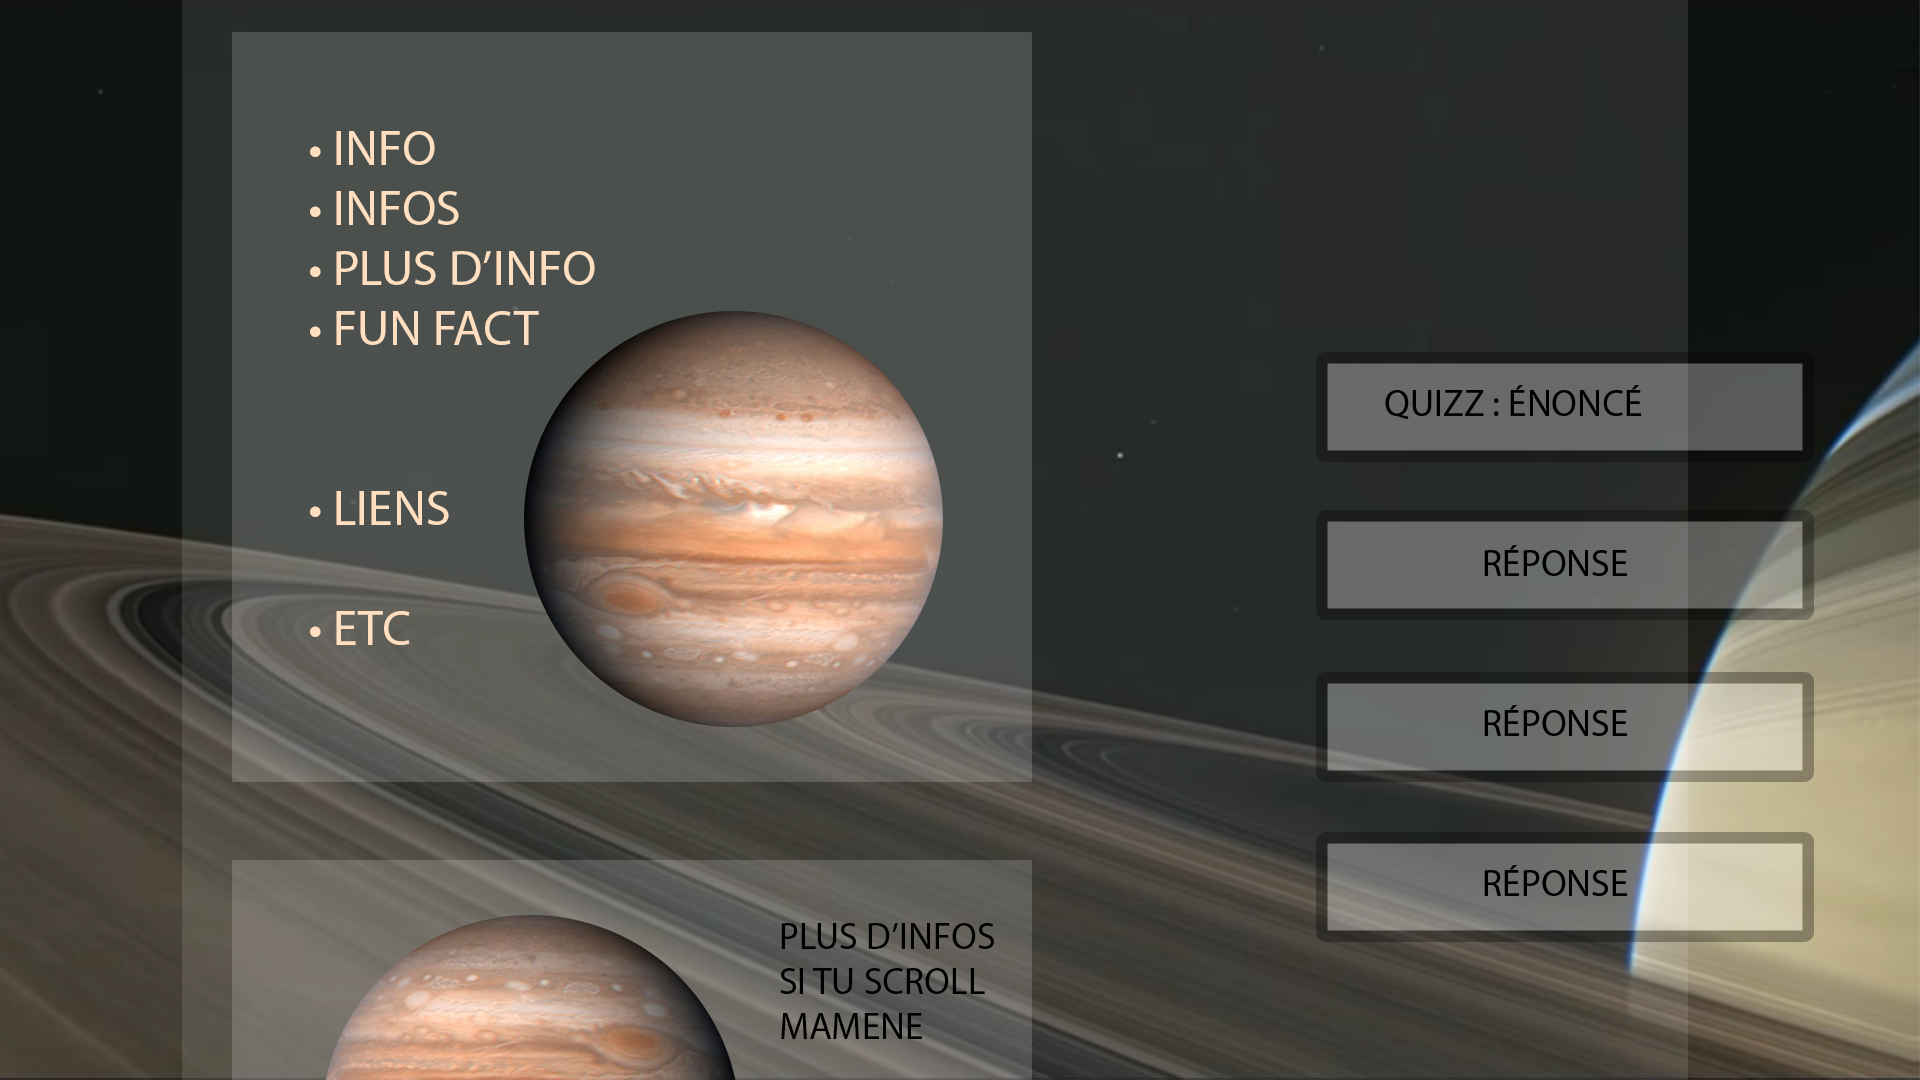 • INFO
• INFOS
• PLUS D’INFO
• FUN FACT
• LIENS
• ETC
QUIZZ : ÉNONCÉ
RÉPONSE
RÉPONSE
RÉPONSE
PLUS D’INFOS
SI TU SCROLL
MAMENE